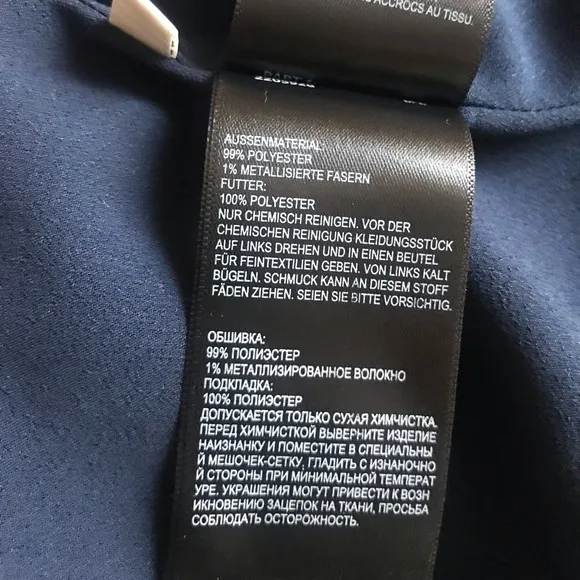 ACCROCS AU TISSU.
AUSSENMATERIAL:
99% POLYESTER
1% METALLISIERTE FASERN
FUTTER:
100% POLYESTER
NUR CHEMISCH REINIGEN. VOR DER
CHEMISCHEN REINIGUNG KLEIDUNGSSTÜCK
AUF LINKS DREHEN UND IN EINEN BEUTEL
FÜR FEINTEXTILIEN GEBEN. VON LINKS KALT
BÜGELN. SCHMUCK KANN AN DIESEM STOFF
FÄDEN ZIEHEN. SEIEN SIE BITTE VORSICHTIG.
ОБШИВКА:
99% ПОЛИЭСТЕР
1% МЕТАЛЛИЗИРОВАННОЕ ВОЛОКНО
ПОДКЛАДКА:
100% ПОЛИЭСТЕР
ДОПУСКАЕТСЯ ТОЛЬКО СУХАЯ ХИМЧИСТКА.
ПЕРЕД ХИМЧИСТКОЙ ВЫВЕРНИТЕ ИЗДЕЛИЕ
НАИЗНАНКУ И ПОМЕСТИТЕ В СПЕЦИАЛЬНЫ
Й МЕШОЧЕК-СЕТКУ. ГЛАДИТЬ С ИЗНАНОЧНО
Й СТОРОНЫ ПРИ МИНИМАЛЬНОЙ ТЕМПЕРАТ
УРЕ. УКРАШЕНИЯ МОГУТ ПРИВЕСТИ К ВОЗН
ИКНОВЕНИЮ ЗАЦЕПОК НА ТКАНИ, ПРОСЬБА
СОБЛЮДАТЬ ОСТОРОЖНОСТЬ.